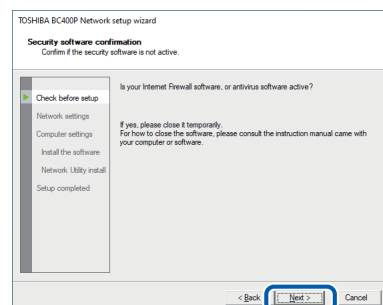 TOSHIBA BC400P Network setup wizard
Security software confirmation
Confirm if the security software is not active.
Is your Internet Firewall software, or antivirus software active?
Check before setup
Network settings
If yes, please close it temporarily.
For how to close the software, please consult the instruction manual came with
Computer settings
your computer or software.
Install the software
Network Utility install
Setup completed
< Back Next > Cancel